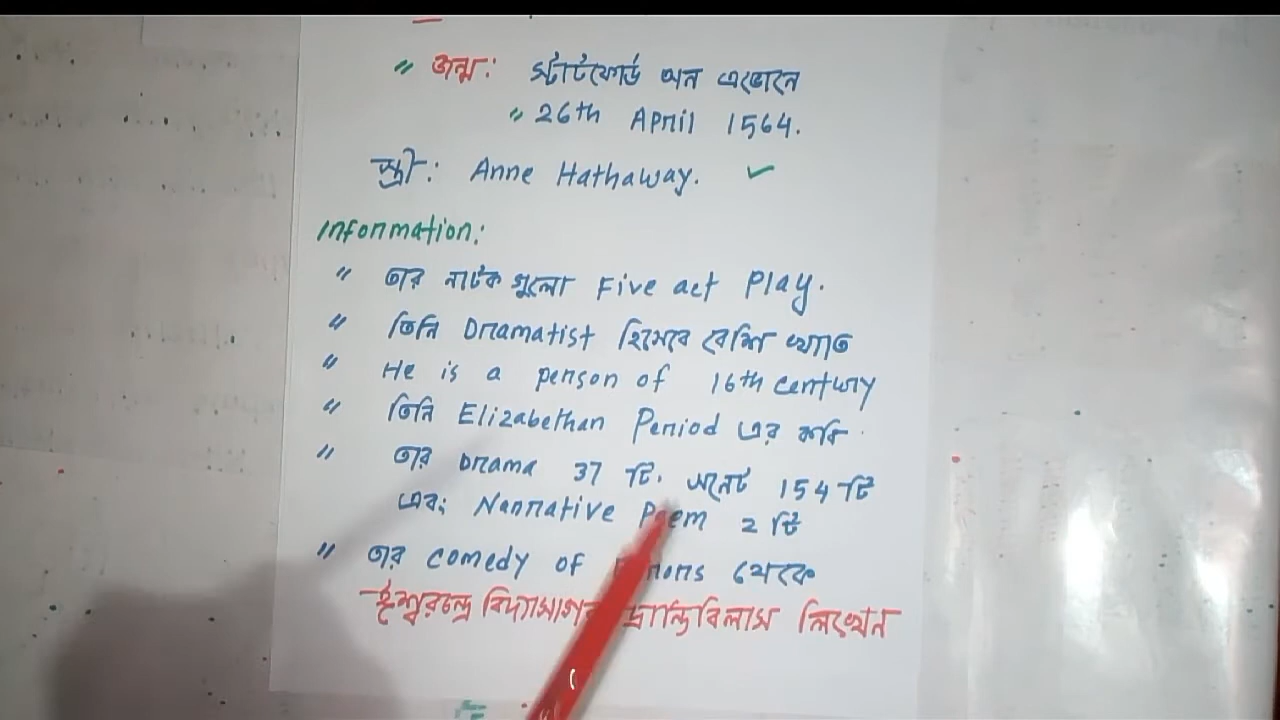 " জন্ম: স্ট্রাটফোর্ড অন এভোনে
" 26th April 1564.
স্ত্রী: Anne Hathaway.
Information:
" তার নাটক গুলো Five act Play.
" তিনি Dramatist হিসেবে বেশি খ্যাত
" He is a person of 16th century
" তিনি Elizabethan Period এর কবি
" তার Drama 37 টি. সনেট 154 টি
এবং Narrative Poem 2 টি
" তার comedy of থেকে
ঈশ্বরচন্দ্র বিদ্যাসাগর ভ্রান্তিবিলাস লিখেন